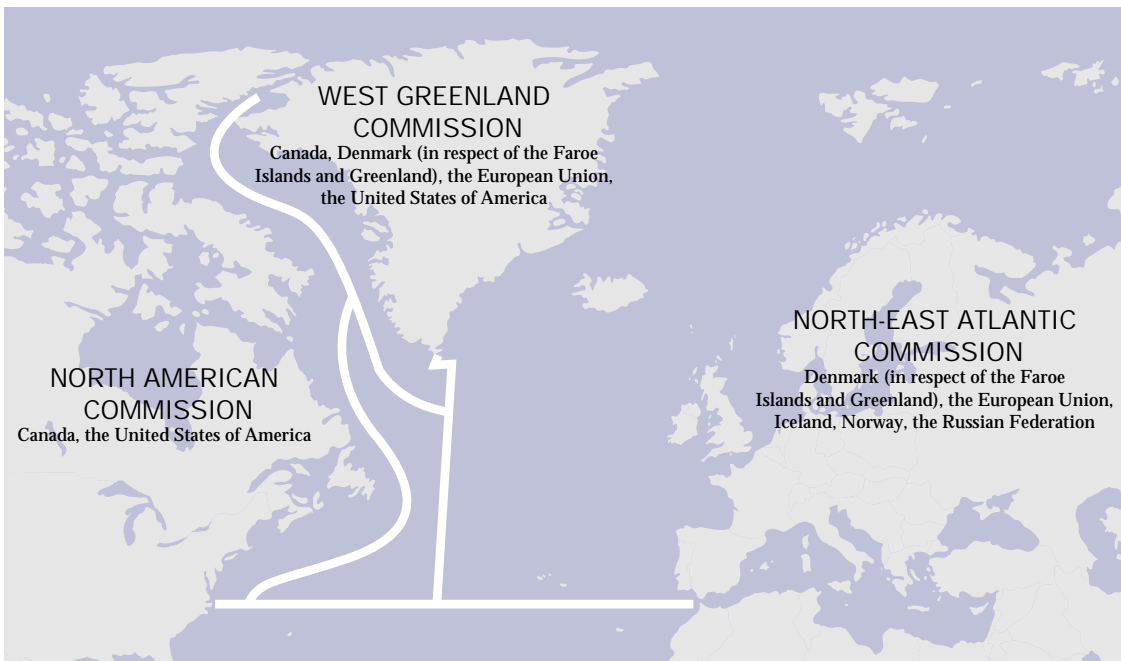 WEST GREENLAND
COMMISSION
Canada, Denmark (in respect of the Faroe
Islands and Greenland), the European Union,
the United States of America
NORTH-EAST ATLANTIC
COMMISSION
Denmark (in respect of the Faroe
Islands and Greenland), the European Union,
Iceland, Norway, the Russian Federation
NORTH AMERICAN
COMMISSION
Canada, the United States of America